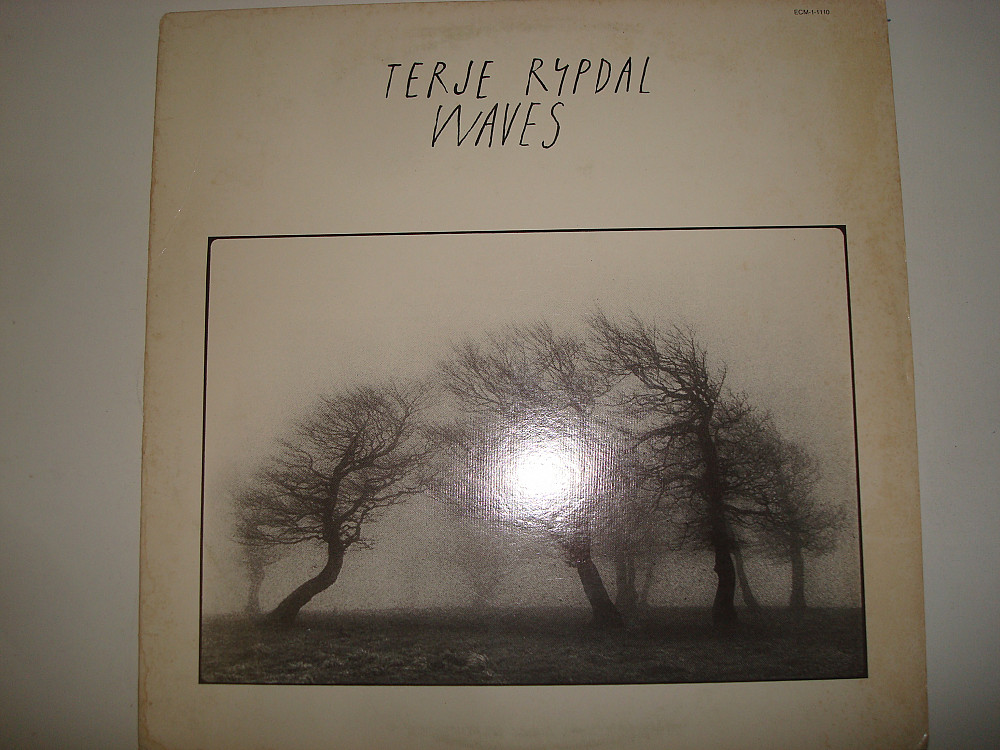 ECM-1-1110
TERJE RYPDAL
WAVES